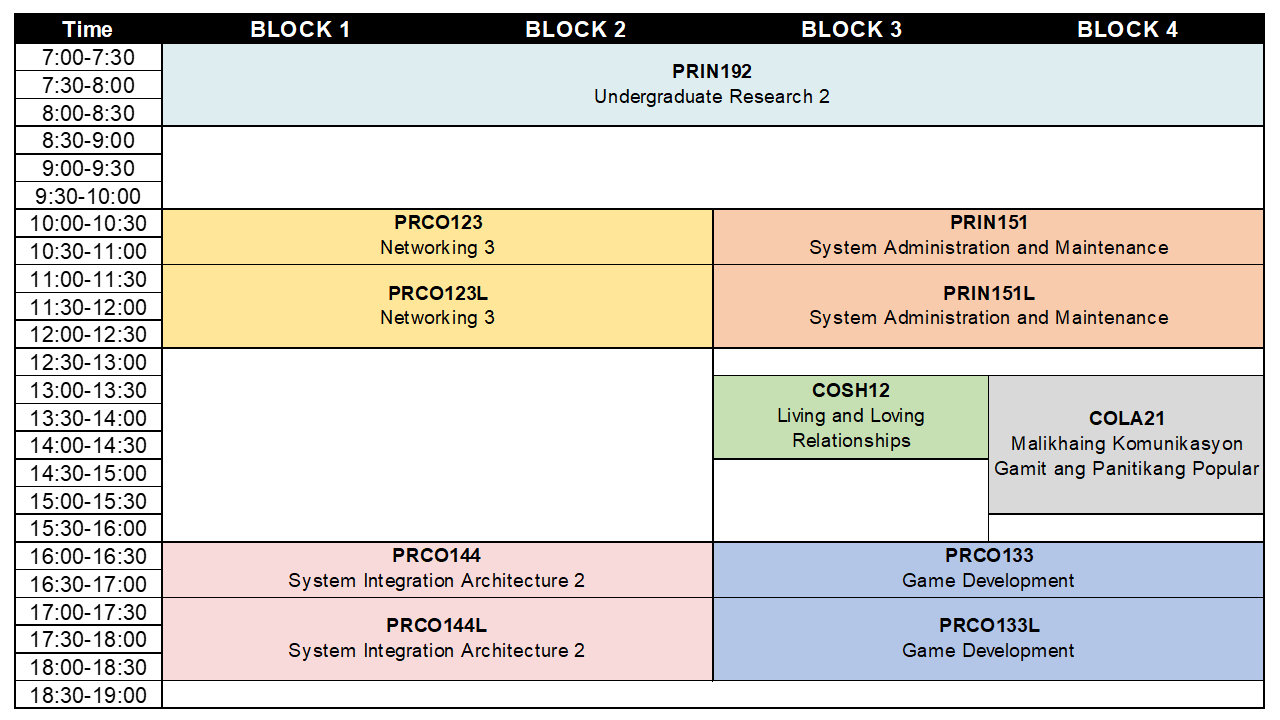 Time BLOCK 1 BLOCK 2 BLOCK 3 BLOCK 4
7:00-7:30
PRIN192
7:30-8:00
Undergraduate Research 2
8:00-8:30
8:30-9:00
9:00-9:30
9:30-10:00
10:00-10:30 PRCO123 PRIN151
10:30-11:00 Networking 3 System Administration and Maintenance
11:00-11:30
PRCO123L PRIN151L
11:30-12:00 Networking 3 System Administration and Maintenance
12:00-12:30
12:30-13:00
13:00-13:30 COSH12
13:30-14:00 Living and Loving COLA21
14:00-14:30 Relationships Malikhaing Komunikasyon
14:30-15:00 Gamit ang Panitikang Popular
15:00-15:30
15:30-16:00
16:00-16:30 PRCO144 PRCO133
16:30-17:00 System Integration Architecture 2 Game Development
17:00-17:30
PRCO144L PRCO133L
17:30-18:00 System Integration Architecture 2 Game Development
18:00-18:30
18:30-19:00